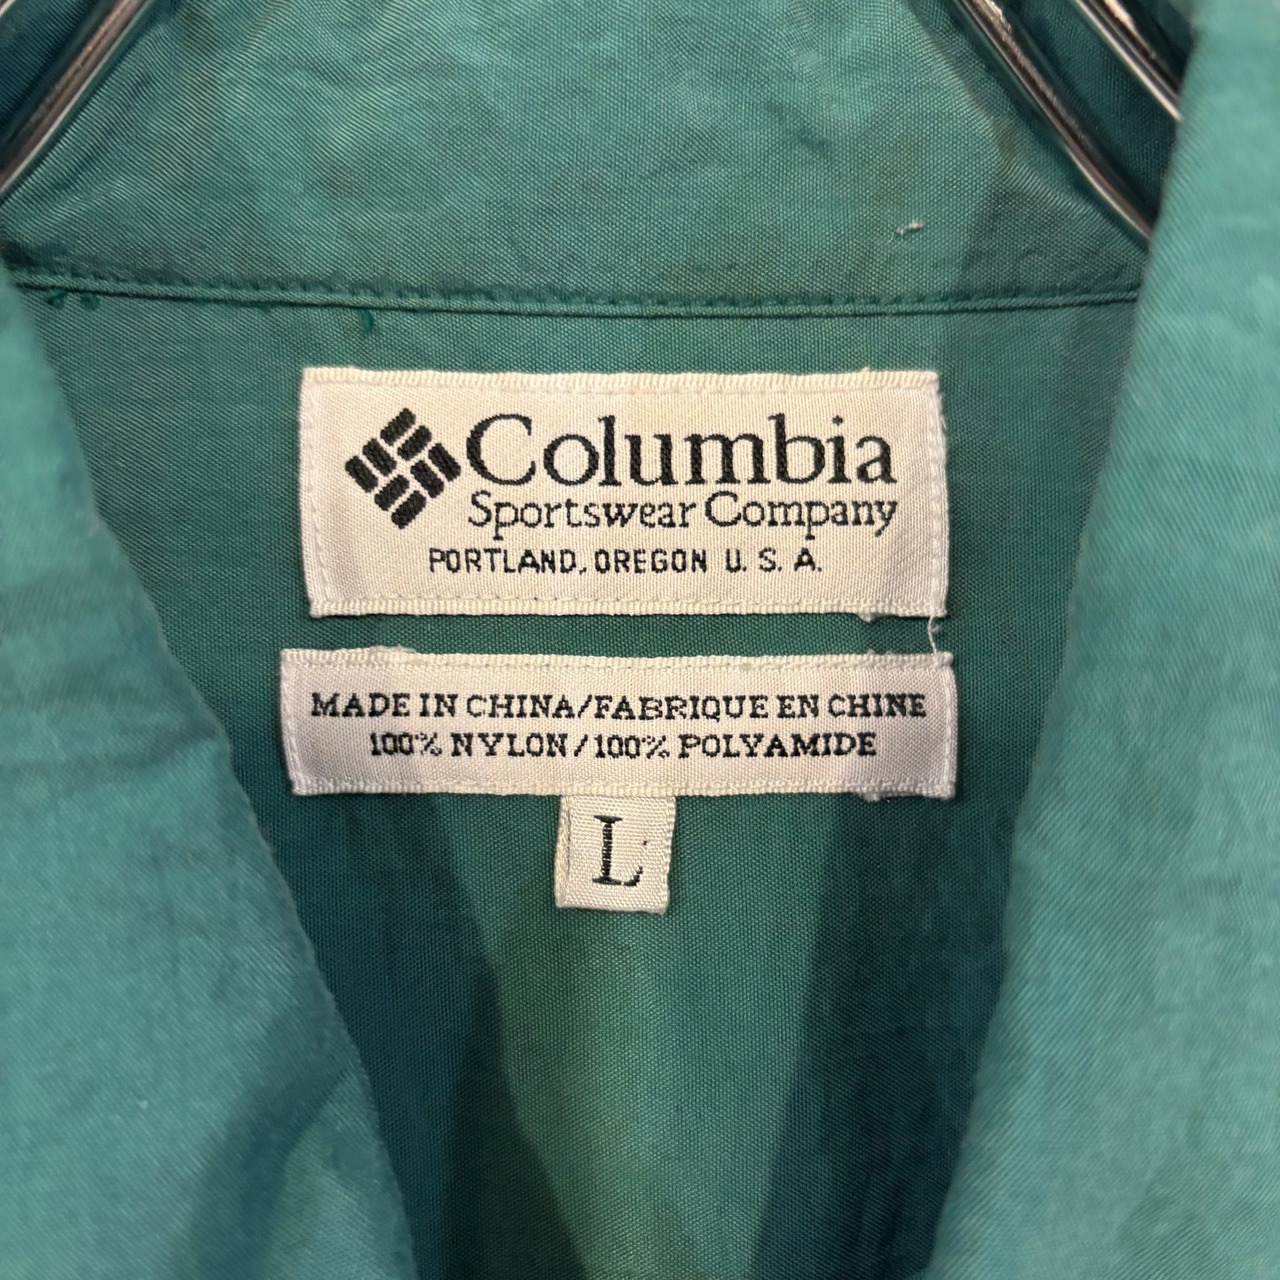 Columbia
Sportswear Company
PORTLAND, OREGON U. S. A.
MADE IN CHINA/FABRIQUE EN CHINE
100% NYLON/100% POLYAMIDE
L